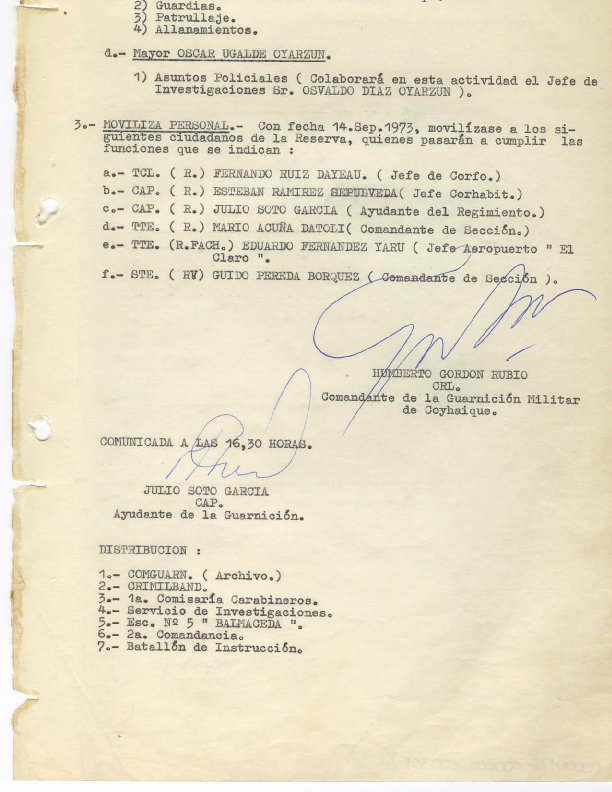 2) Guardias.
3) Patrullaje.
4) Allanamientos.
d.- Mayor OSCAR UGALDE OYARZUN.
1) Asuntos Policiales ( Colaborará en esta actividad el Jefe de
Investigaciones Sr. OSVALDO DIAZ OYARZUN ).
3.- MOVILIZA PERSONAL.- Con fecha 14.Sep.1973, movilízase a los si-
guientes ciudadanos de la Reserva, quienes pasarán a cumplir las
funciones que se indican :
a.- TCL. ( R.) FERNANDO RUIZ DAYEAU. ( Jefe de Corfo.)
b.- CAP. ( R.) ESTEBAN RAMIREZ SEPULVEDA( Jefe Corhabit.)
c.- CAP. ( R.) JULIO SOTO GARCIA ( Ayudante del Regimiento.)
d.- TTE. ( R.) MARIO ACUÑA DATOLI( Comandante de Sección.)
e.- TTE. (R.FACH.) EDUARDO FERNANDEZ YARU ( Jefe Aeropuerto " El
Claro ".
f.- STE. ( RV) GUIDO PEREDA BORQUEZ ( Comandante de Sección ).
HUMBERTO GORDON RUBIO
CRL.
Comandante de la Guarnición Militar
de Coyhaique.
COMUNICADA A LAS 16,30 HORAS.
JULIO SOTO GARCIA
CAP.
Ayudante de la Guarnición.
DISTRIBUCION :
1.- COMGUARN. ( Archivo.)
2.- CRIMILBAND.
3.- 1a. Comisaría Carabineros.
4.- Servicio de Investigaciones.
5.- Esc. Nº 5 " BALMACEDA ".
6.- 2a. Comandancia.
7.- Batallón de Instrucción.